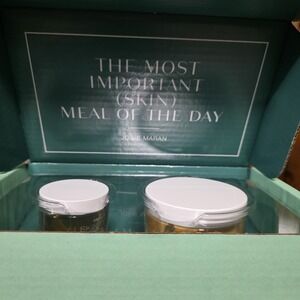 THE MOST
IMPORTANT
(SKIN)
MEAL OF THE DAY
JOSIE MARAN